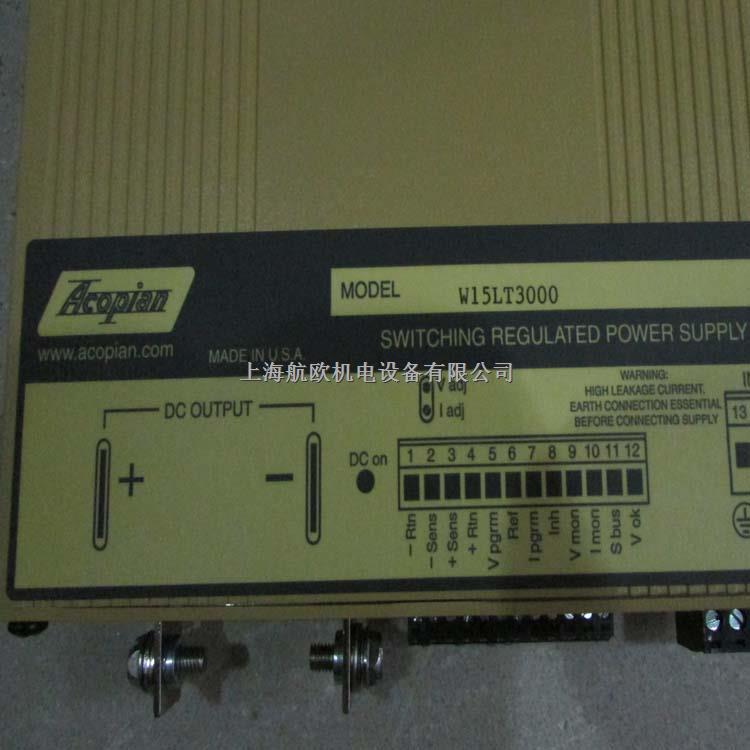 Acopian
MODEL W15LT3000
www.acopian.com
MADE IN U.S.A.
SWITCHING REGULATED POWER SUPPLY
上海航欧机电设备有限公司
V adj
I adj
WARNING:
HIGH LEAKAGE CURRENT.
EARTH CONNECTION ESSENTIAL
BEFORE CONNECTING SUPPLY
DC OUTPUT
+ −
DC on
1 2 3 4 5 6 7 8 9 10 11 12
− Rtn
− Sens
+ Sens
+ Rtn
V pgrm
Ref
I pgrm
Inh
V mon
I mon
S bus
V ok
IN
13